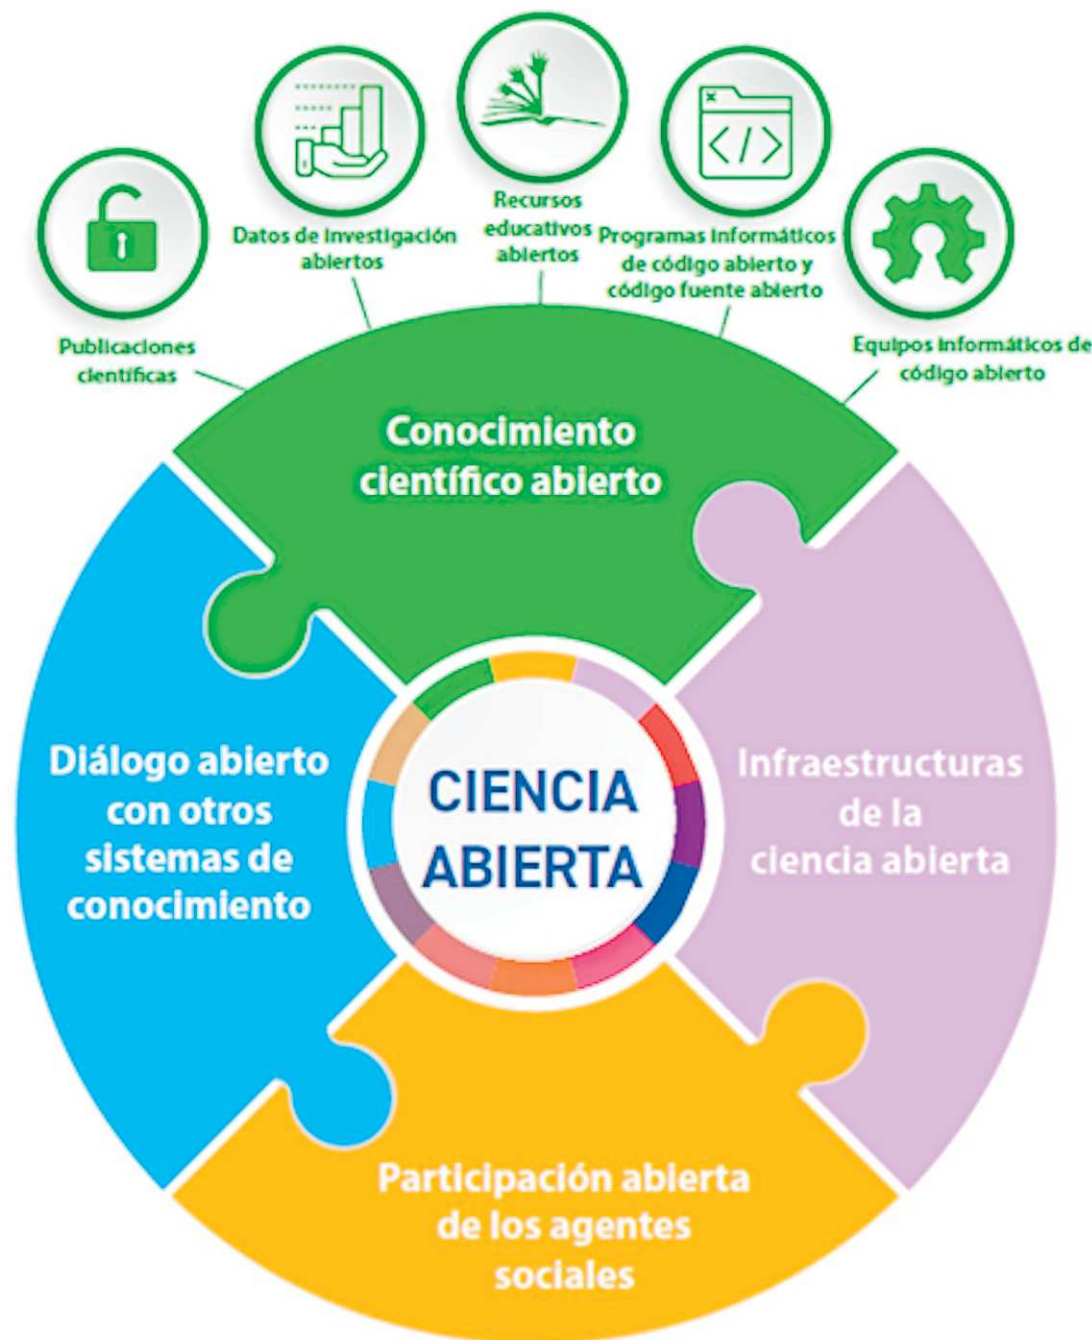 Publicaciones
científicas
Datos de investigación
abiertos
Recursos
educativos
abiertos
Programas informáticos
de código abierto y
código fuente abierto
Equipos informáticos de
código abierto
Conocimiento
científico abierto
Diálogo abierto
con otros
sistemas de
conocimiento
CIENCIA
ABIERTA
Infraestructuras
de la
ciencia abierta
Participación abierta
de los agentes
sociales